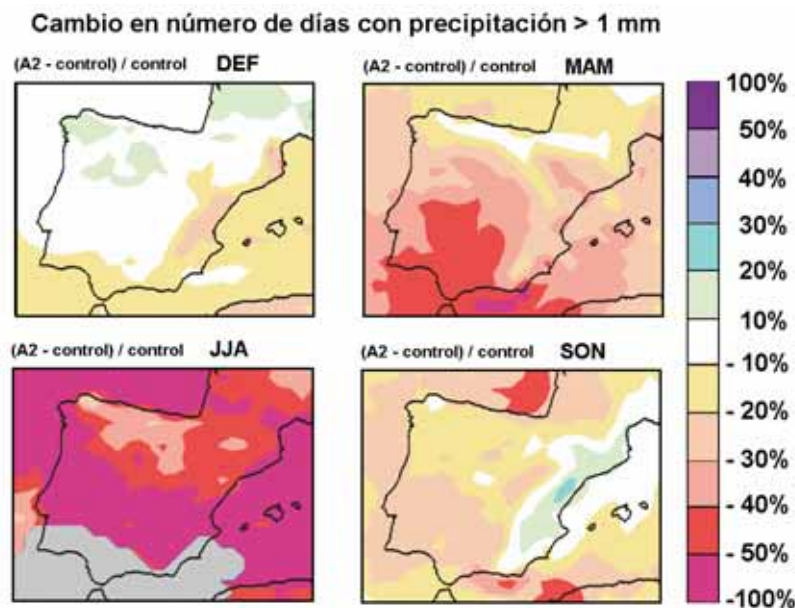 Cambio en número de días con precipitación > 1 mm
(A2 - control) / control DEF
(A2 - control) / control MAM
(A2 - control) / control JJA
(A2 - control) / control SON
100%
50%
40%
30%
20%
10%
- 10%
- 20%
- 30%
- 40%
- 50%
-100%